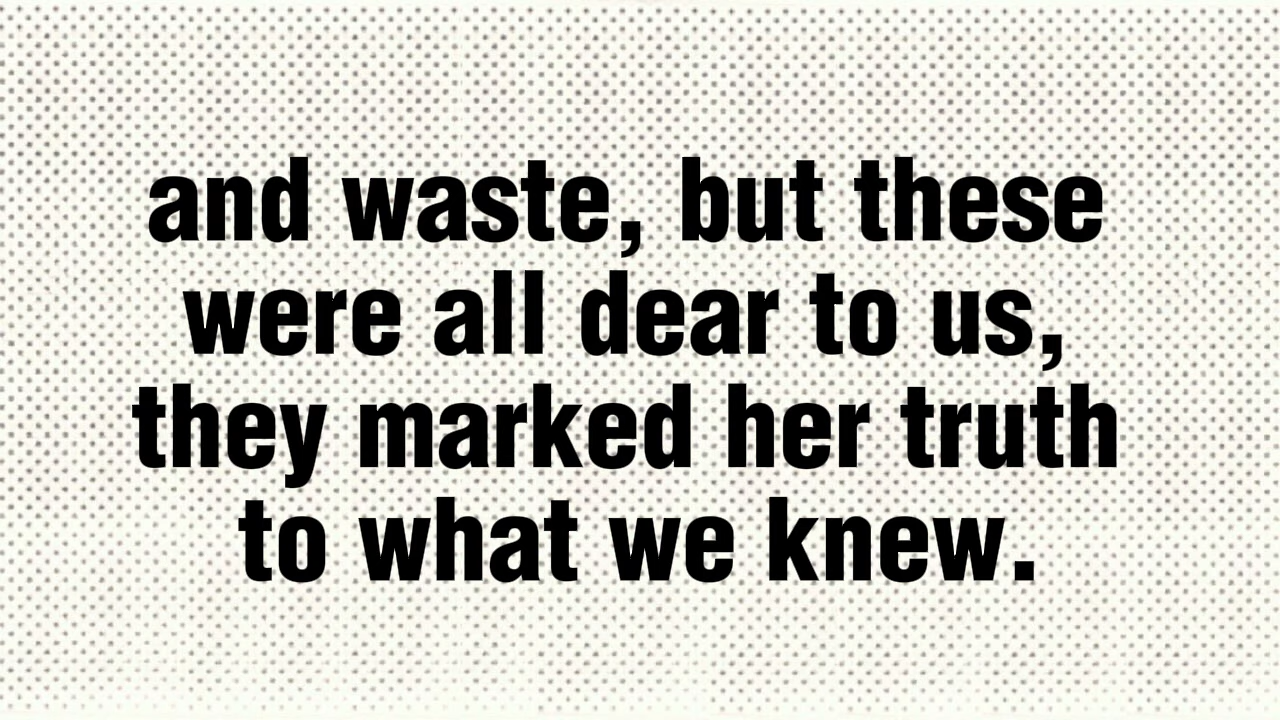 and waste, but these
were all dear to us,
they marked her truth
to what we knew.